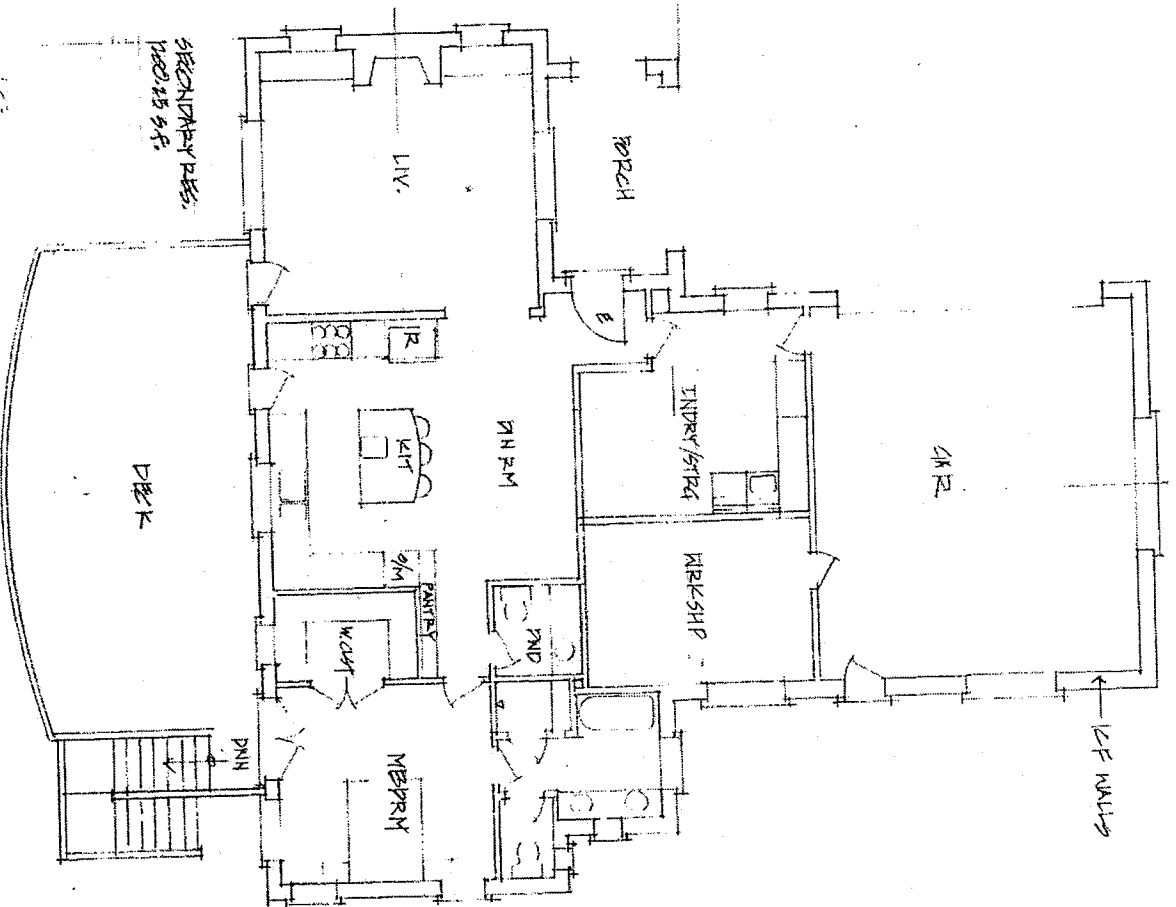 SECONDARY RES.
1260.25 S.F.
PORCH
LIV.
E
R
KIT
DN RM
LNDRY/STRG
GAR
WRKSHP
ICF WALLS
DECK
O/M
PANTRY
PWD
W.CLST
MBDRM
DWN